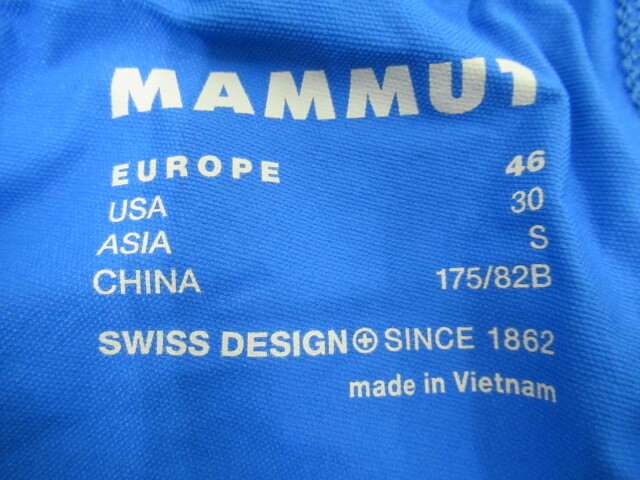 MAMMUT
EUROPE 46
USA 30
ASIA S
CHINA 175/82B
SWISS DESIGN SINCE 1862
made in Vietnam